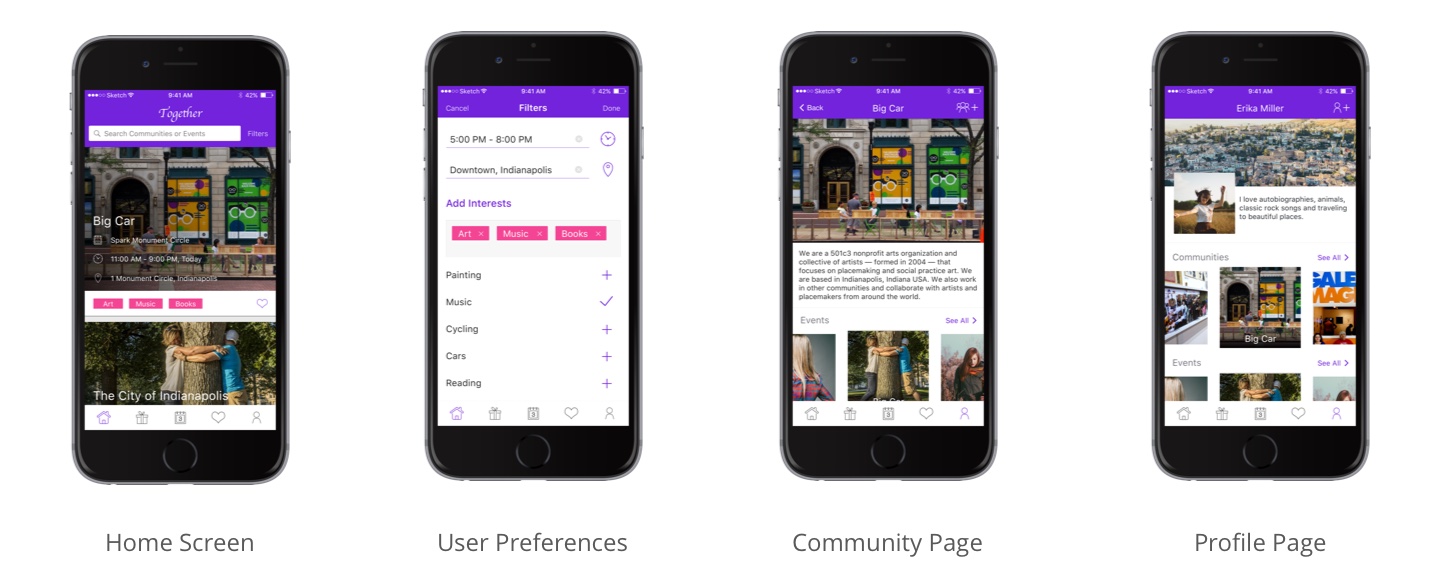 ●●●○○ Sketch 9:41 AM 42%
Together
Search Communities or Events Filters
Big Car
Spark Monument Circle
11:00 AM - 9:00 PM, Today
1 Monument Circle, Indianapolis
Art Music Books
The City of Indianapolis
3
Home Screen
●●●○○ Sketch 9:41 AM 42%
Cancel Filters Done
5:00 PM - 8:00 PM
Downtown, Indianapolis
Add Interests
Art × Music × Books ×
Painting +
Music
Cycling +
Cars +
Reading +
3
User Preferences
●●●○○ Sketch 9:41 AM 42%
Back Big Car
We are a 501c3 nonprofit arts organization and
collective of artists — formed in 2004 — that
focuses on placemaking and social practice art. We
are based in Indianapolis, Indiana USA. We also work
in other communities and collaborate with artists and
placemakers from around the world.
Events See All
Big Car
3
Community Page
●●●○○ Sketch 9:41 AM 42%
Erika Miller
I love autobiographies, animals,
classic rock songs and traveling
to beautiful places.
Communities See All
Big Car
Events See All
3
Profile Page